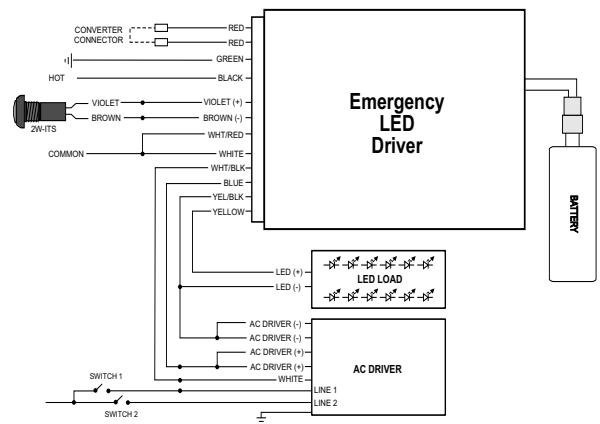 CONVERTER
CONNECTOR
RED
RED
GREEN
HOT
BLACK
VIOLET
VIOLET (+)
BROWN
BROWN (-)
2W-ITS
WHT/RED
COMMON
WHITE
WHT/BLK
BLUE
YEL/BLK
YELLOW
Emergency
LED
Driver
BATTERY
LED (+)
LED (-)
LED LOAD
AC DRIVER (-)
AC DRIVER (-)
AC DRIVER (+)
AC DRIVER (+)
WHITE
AC DRIVER
SWITCH 1
LINE 1
LINE 2
SWITCH 2